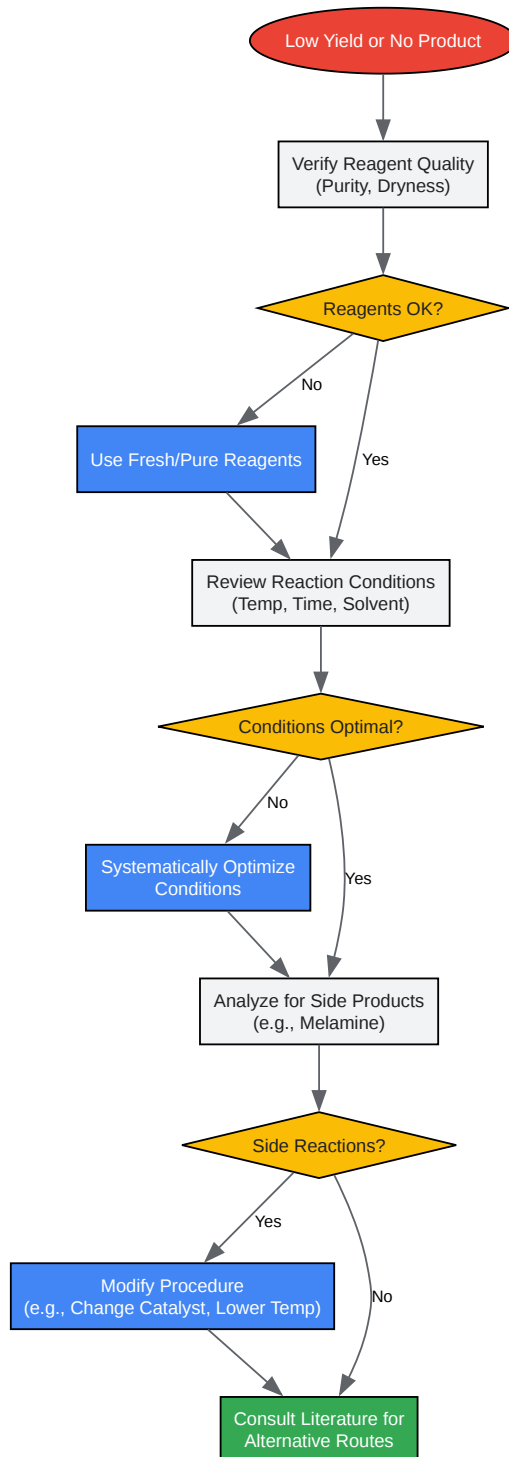 Low Yield or No Product
Verify Reagent Quality
(Purity, Dryness)
Reagents OK?
No
Use Fresh/Pure Reagents
Yes
Review Reaction Conditions
(Temp, Time, Solvent)
Conditions Optimal?
No
Systematically Optimize
Conditions
Yes
Analyze for Side Products
(e.g., Melamine)
Side Reactions?
Yes
Modify Procedure
(e.g., Change Catalyst, Lower Temp)
No
Consult Literature for
Alternative Routes